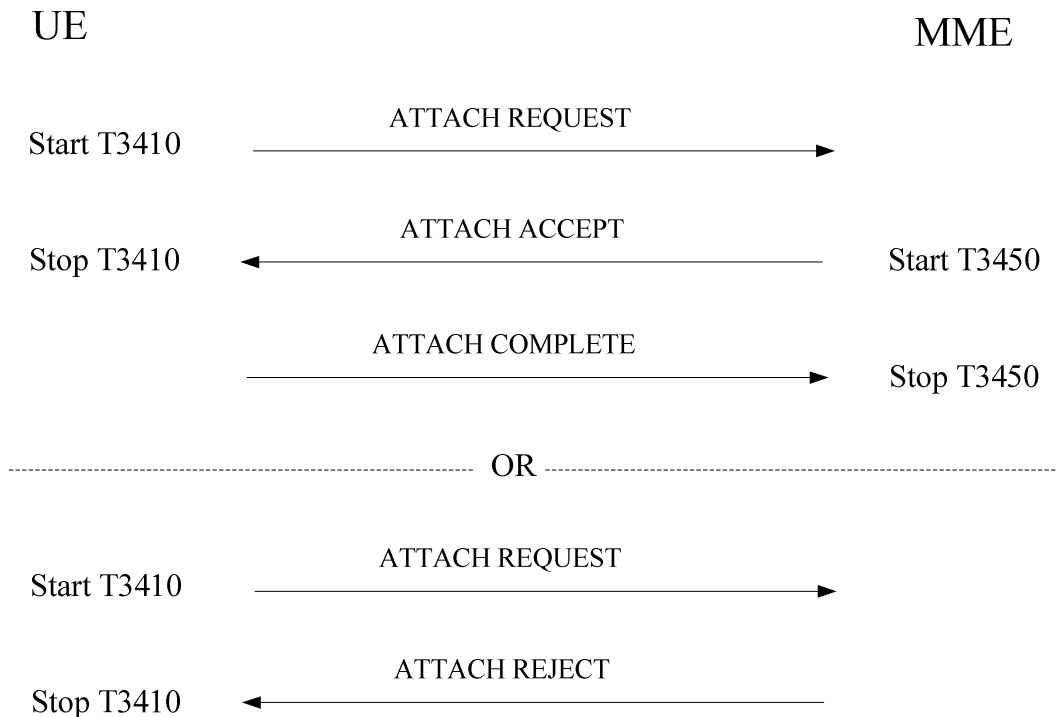 UE
MME
ATTACH REQUEST
Start T3410
ATTACH ACCEPT
Stop T3410
Start T3450
ATTACH COMPLETE
Stop T3450
OR
ATTACH REQUEST
Start T3410
ATTACH REJECT
Stop T3410